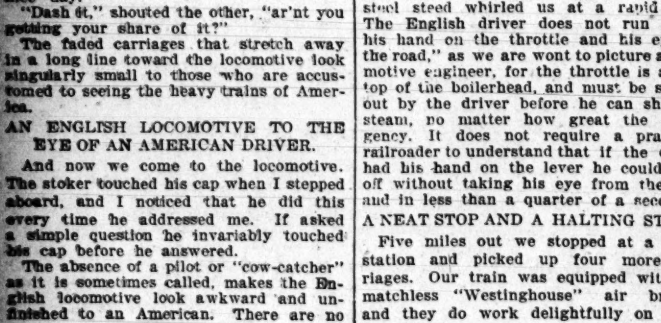 "Dash it," shouted the other, "ar'nt you
getting your share of it?"
The faded carriages that stretch away
in a long line toward the locomotive look
singularly small to those who are accus-
tomed to seeing the heavy trains of Amer-
ica.
AN ENGLISH LOCOMOTIVE TO THE
EYE OF AN AMERICAN DRIVER.
And now we come to the locomotive.
The stoker touched his cap when I stepped
aboard, and I noticed that he did this
every time he addressed me. If asked
a simple question he invariably touched
his cap before he answered.
The absence of a pilot or "cow-catcher"
as it is sometimes called, makes the En-
glish locomotive look awkward and un-
finished to an American. There are no
steel steed whirled us at a rapid
The English driver does not run
his hand on the throttle and his e
the road," as we are wont to picture a
motive engineer, for the throttle is a
top of the boilerhead, and must be s
out by the driver before he can sh
steam, no matter how great the
gency. It does not require a pra
railroader to understand that if the
had his hand on the lever he could
off without taking his eye from the
and in less than a quarter of a seco
A NEAT STOP AND A HALTING ST
Five miles out we stopped at a
station and picked up four more
riages. Our train was equipped wit
matchless "Westinghouse" air b
and they do work delightfully on